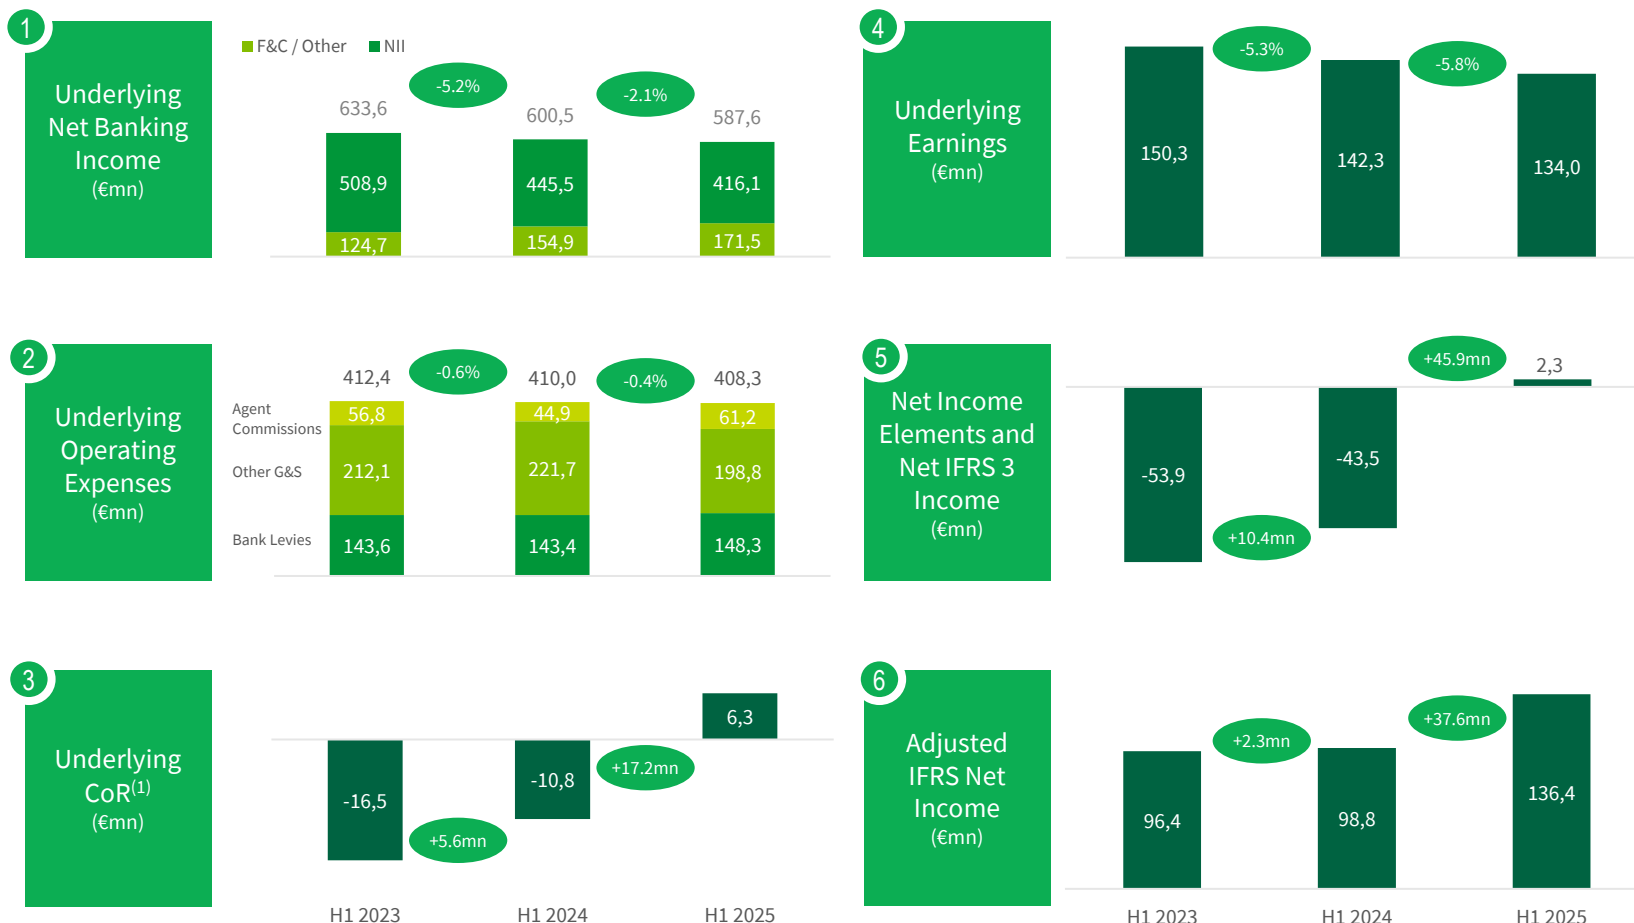 1
Underlying
Net Banking
Income
(€mn)
F&C / Other NII
-5.2%
-2.1%
633,6
600,5
587,6
508,9
445,5
416,1
124,7
154,9
171,5
2
Underlying
Operating
Expenses
(€mn)
412,4
-0.6%
410,0
-0.4%
408,3
Agent
Commissions
56,8
44,9
61,2
Other G&S
212,1
221,7
198,8
Bank Levies
143,6
143,4
148,3
3
Underlying
CoR(1)
(€mn)
-16,5
+5.6mn
-10,8
+17.2mn
6,3
H1 2023
H1 2024
H1 2025
4
Underlying
Earnings
(€mn)
-5.3%
-5.8%
150,3
142,3
134,0
5
Net Income
Elements and
Net IFRS 3
Income
(€mn)
-53,9
+10.4mn
-43,5
+45.9mn
2,3
6
Adjusted
IFRS Net
Income
(€mn)
96,4
+2.3mn
98,8
+37.6mn
136,4
H1 2023
H1 2024
H1 2025